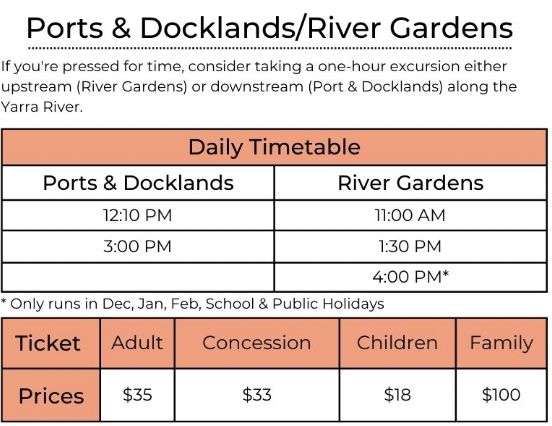 Ports & Docklands/River Gardens
If you're pressed for time, consider taking a one-hour excursion either
upstream (River Gardens) or downstream (Port & Docklands) along the
Yarra River.
Daily Timetable
Ports & Docklands River Gardens
12:10 PM 11:00 AM
3:00 PM 1:30 PM
4:00 PM*
* Only runs in Dec, Jan, Feb, School & Public Holidays
Ticket Adult Concession Children Family
Prices $35 $33 $18 $100